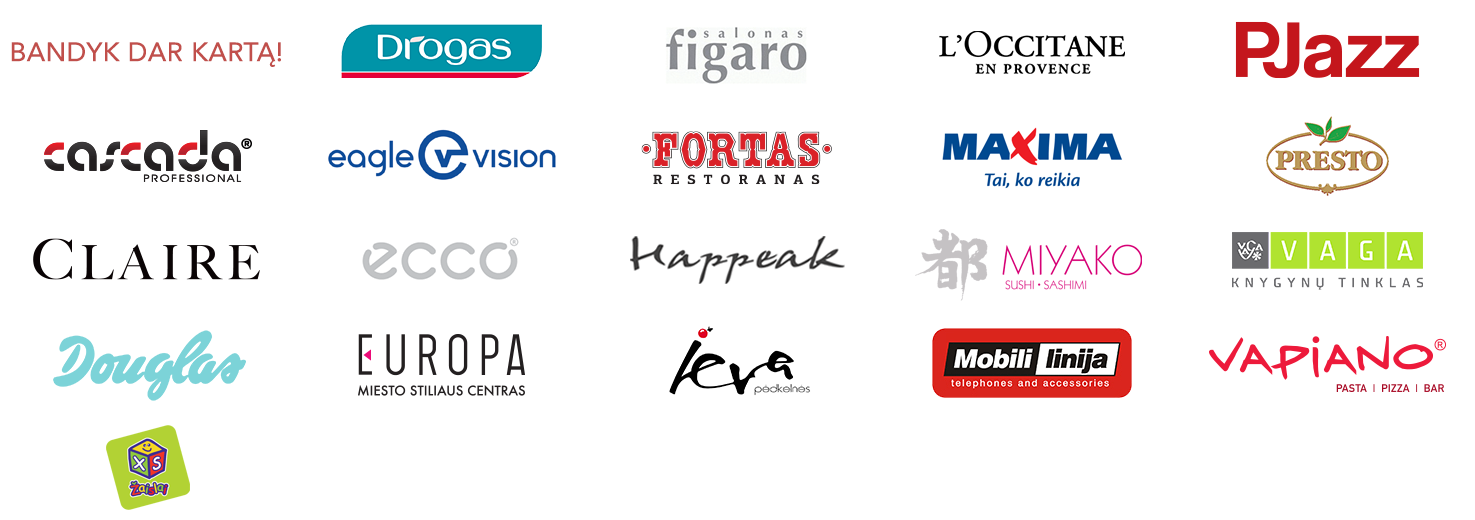 BANDYK DAR KARTĄ!
Drogas
salonas
figaro
L'OCCITANE
EN PROVENCE
PJazz
cascada®
PROFESSIONAL
eagle vision
FORTAS
RESTORANAS
MAXIMA
Tai, ko reikia
PRESTO
CLAIRE
ecco®
Happeak
都 MIYAKO
SUSHI • SASHIMI
VAGA
KNYGYNŲ TINKLAS
Douglas
EUROPA
MIESTO STILIAUS CENTRAS
ieva
pėdkelnės
Mobili linija
telephones and accessories
VAPIANO®
PASTA | PIZZA | BAR
XS
Žaislai